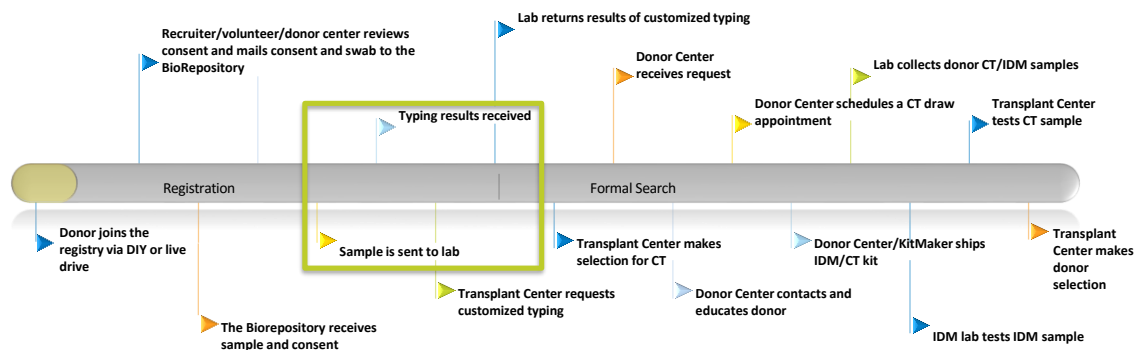 Lab returns results of customized typing
Recruiter/volunteer/donor center reviews
consent and mails consent and swab to the
BioRepository
Donor Center
receives request
Lab collects donor CT/IDM samples
Typing results received
Donor Center schedules a CT draw
appointment
Transplant Center
tests CT sample
Registration
Formal Search
Donor joins the
registry via DIY or live
drive
Sample is sent to lab
Transplant Center makes
selection for CT
Donor Center/KitMaker ships
IDM/CT kit
Transplant
Center makes
donor
selection
Transplant Center requests
customized typing
Donor Center contacts and
educates donor
The Biorepository receives
sample and consent
IDM lab tests IDM sample